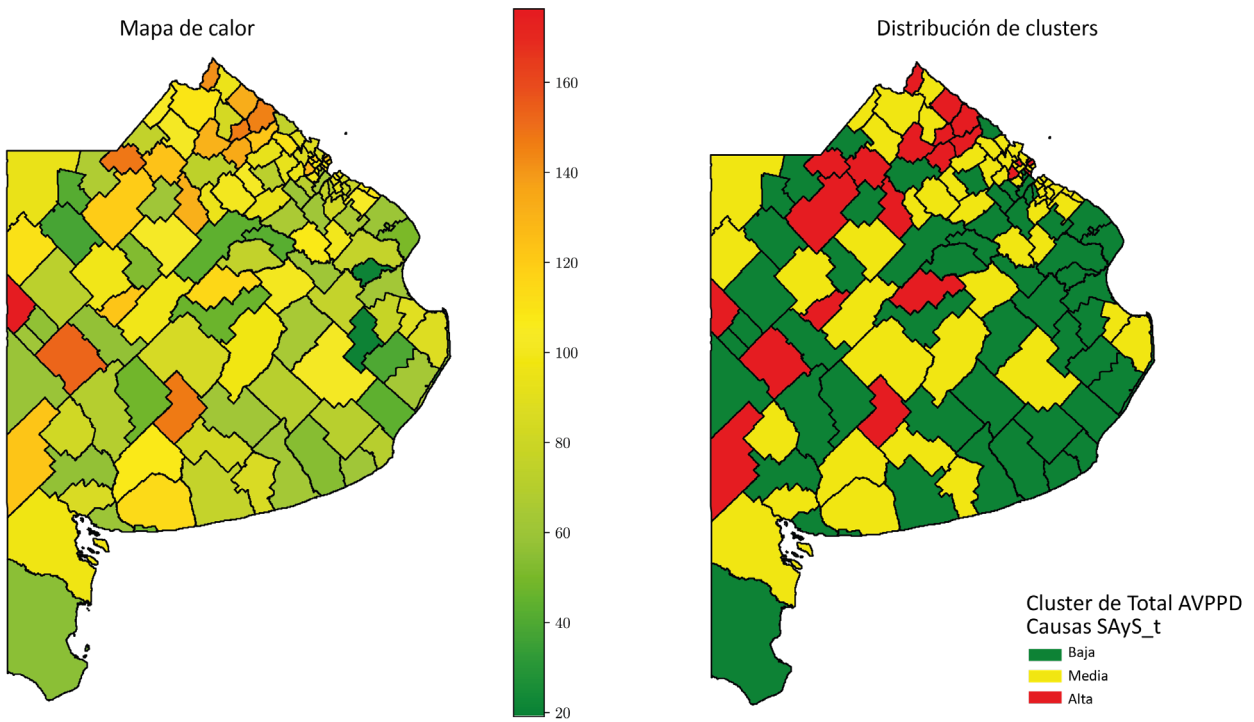 Mapa de calor
160
140
120
100
80
60
40
20
Distribución de clusters
Cluster de Total AVPPD
Causas SAyS_t
Baja
Media
Alta